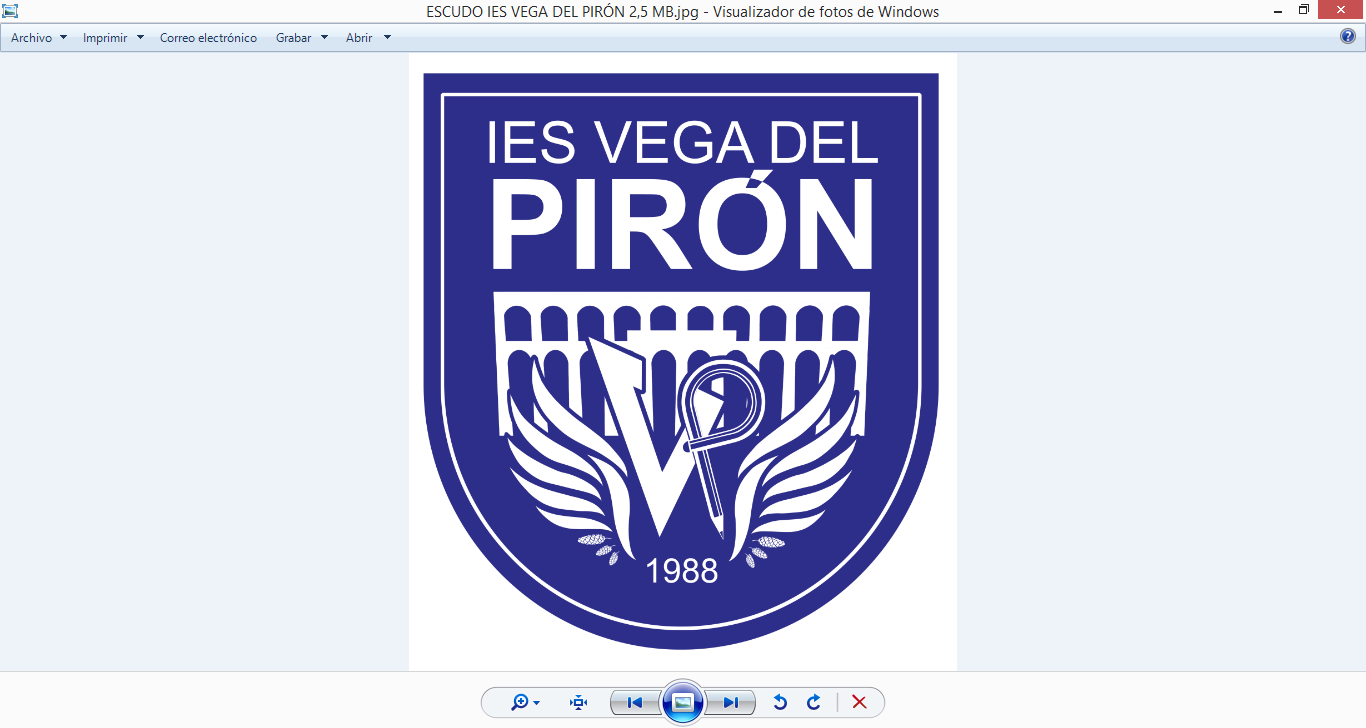 ESCUDO IES VEGA DEL PIRÓN 2,5 MB.jpg - Visualizador de fotos de Windows
Archivo Imprimir Correo electrónico Grabar Abrir
IES VEGA DEL
PIRÓN
VP
1988